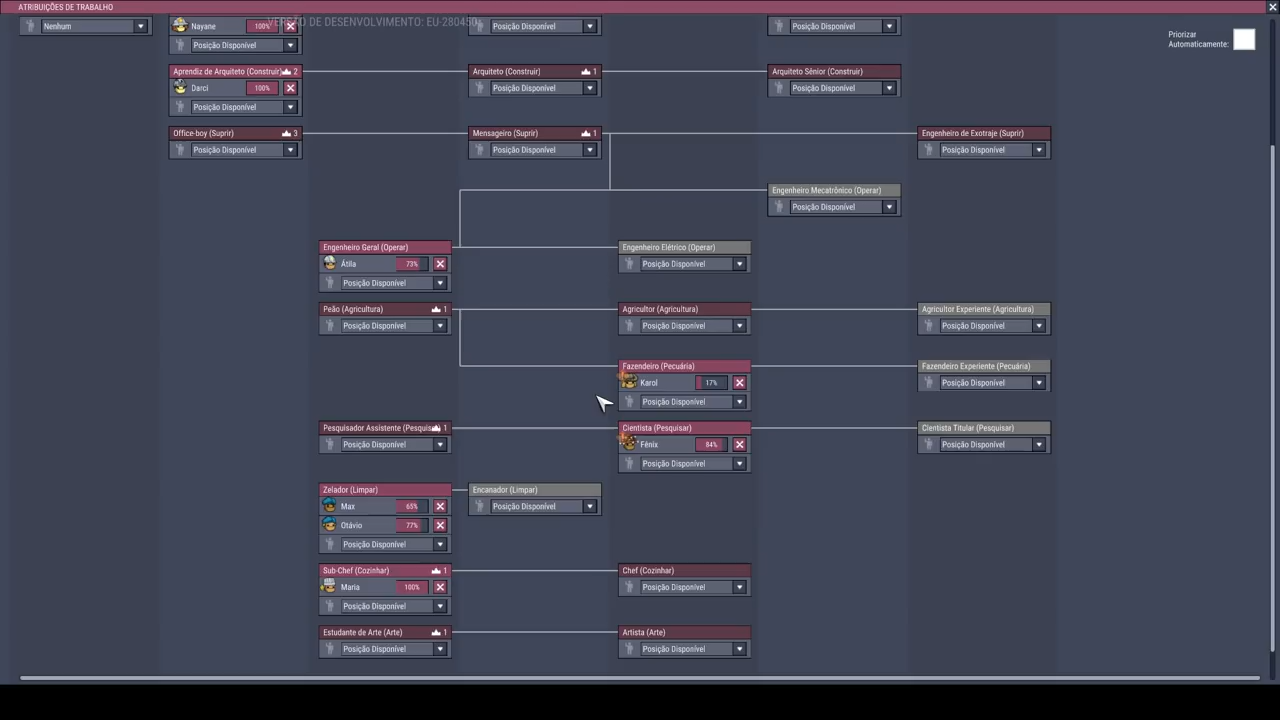 ATRIBUIÇÕES DE TRABALHO
VERSÃO DE DESENVOLVIMENTO: EU-280450
Nenhum
Nayane 100%
Posição Disponível
Posição Disponível
Posição Disponível
Posição Disponível
Priorizar
Automaticamente:
Aprendiz de Arquiteto (Construir) 2
Darci 100%
Posição Disponível
Arquiteto (Construir) 1
Posição Disponível
Arquiteto Sênior (Construir)
Posição Disponível
Office-boy (Suprir) 3
Posição Disponível
Mensageiro (Suprir) 1
Posição Disponível
Engenheiro de Exotraje (Suprir)
Posição Disponível
Engenheiro Mecatrônico (Operar)
Posição Disponível
Engenheiro Geral (Operar)
Átila 73%
Posição Disponível
Engenheiro Elétrico (Operar)
Posição Disponível
Peão (Agricultura) 1
Posição Disponível
Agricultor (Agricultura)
Posição Disponível
Agricultor Experiente (Agricultura)
Posição Disponível
Fazendeiro (Pecuária)
Karol 17%
Posição Disponível
Fazendeiro Experiente (Pecuária)
Posição Disponível
Pesquisador Assistente (Pesquisar) 1
Posição Disponível
Cientista (Pesquisar)
Fênix 84%
Posição Disponível
Cientista Titular (Pesquisar)
Posição Disponível
Zelador (Limpar)
Max 65%
Otávio 77%
Posição Disponível
Encanador (Limpar)
Posição Disponível
Sub-Chef (Cozinhar) 1
Maria 100%
Posição Disponível
Chef (Cozinhar)
Posição Disponível
Estudante de Arte (Arte) 1
Posição Disponível
Artista (Arte)
Posição Disponível